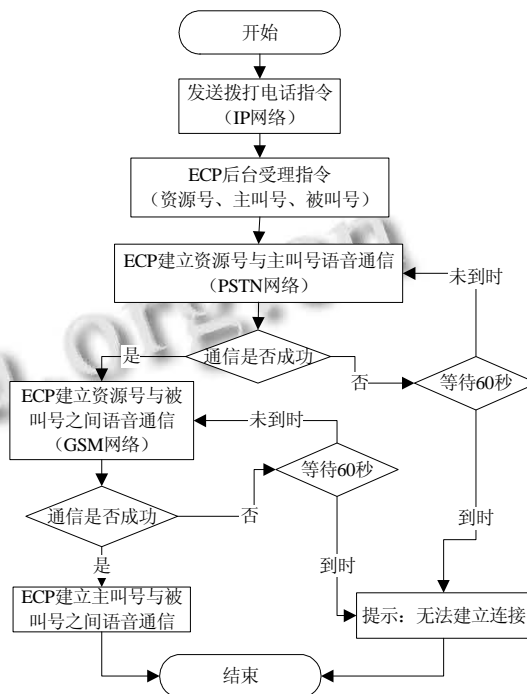 开始
发送拨打电话指令
（IP网络）
ECP后台受理指令
（资源号、主叫号、被叫号）
ECP建立资源号与主叫号语音通信
（PSTN网络）
未到时
是
通信是否成功
否
等待60秒
ECP建立资源号与被
叫号之间语音通信
（GSM网络）
未到时
等待60秒
通信是否成功
否
到时
是
到时
ECP建立主叫号与被
叫号之间语音通信
提示：无法建立连接
结束